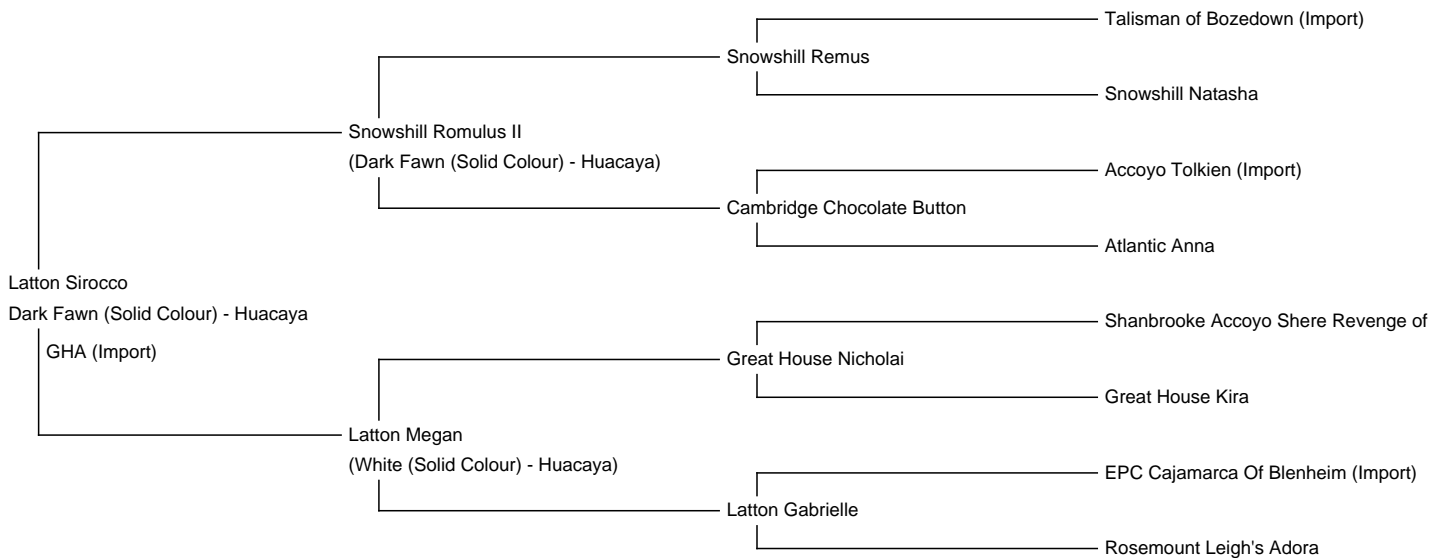 Talisman of Bozedown (Import)
Snowshill Remus
Snowshill Natasha
Snowshill Romulus II
(Dark Fawn (Solid Colour) - Huacaya)
Accoyo Tolkien (Import)
Cambridge Chocolate Button
Atlantic Anna
Latton Sirocco
Dark Fawn (Solid Colour) - Huacaya
GHA (Import)
Shanbrooke Accoyo Shere Revenge of
Great House Nicholai
Great House Kira
Latton Megan
(White (Solid Colour) - Huacaya)
EPC Cajamarca Of Blenheim (Import)
Latton Gabrielle
Rosemount Leigh's Adora